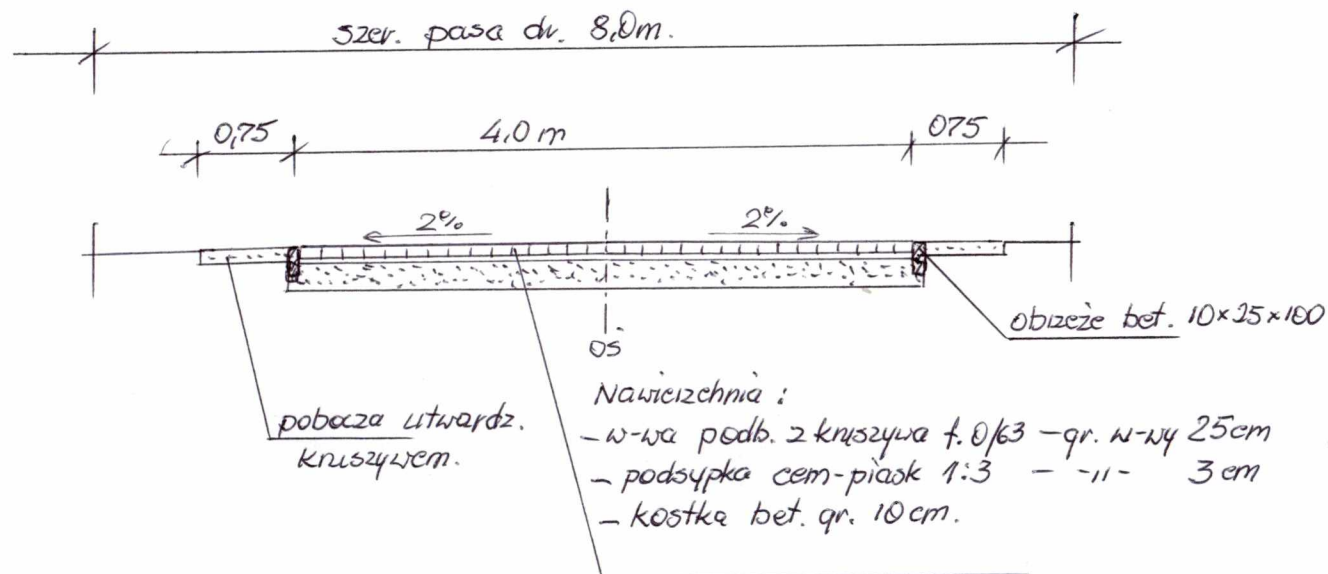 szer. pasa dr. 8,0m.
0,75 4,0 m 075
2% 2%
obrzeże bet. 10×25×100
oś
Nawierzchnia :
pobocza utwardz.
kruszywem.
- w-wa podb. z kruszywa f. 0/63 - gr. w-wy 25cm
- podsypka cem-piask 1:3 - -„- 3 cm
- kostka bet. gr. 10 cm.